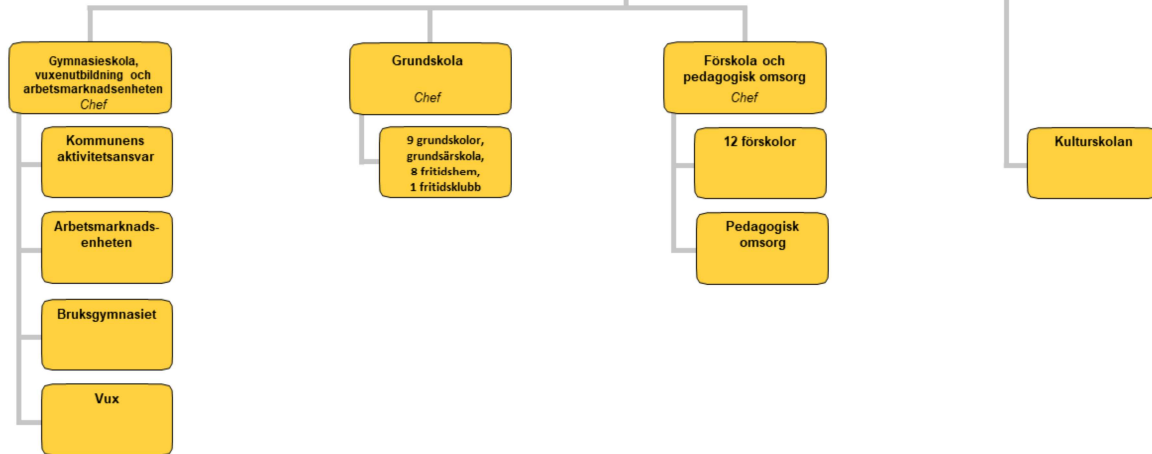 Gymnasieskola,
vuxenutbildning och
arbetsmarknadsenheten
Chef
Kommunens
aktivitetsansvar
Arbetsmarknads-
enheten
Bruksgymnasiet
Vux
Grundskola
Chef
9 grundskolor,
grundsärskola,
8 fritidshem,
1 fritidsklubb
Förskola och
pedagogisk omsorg
Chef
12 förskolor
Pedagogisk
omsorg
Kulturskolan